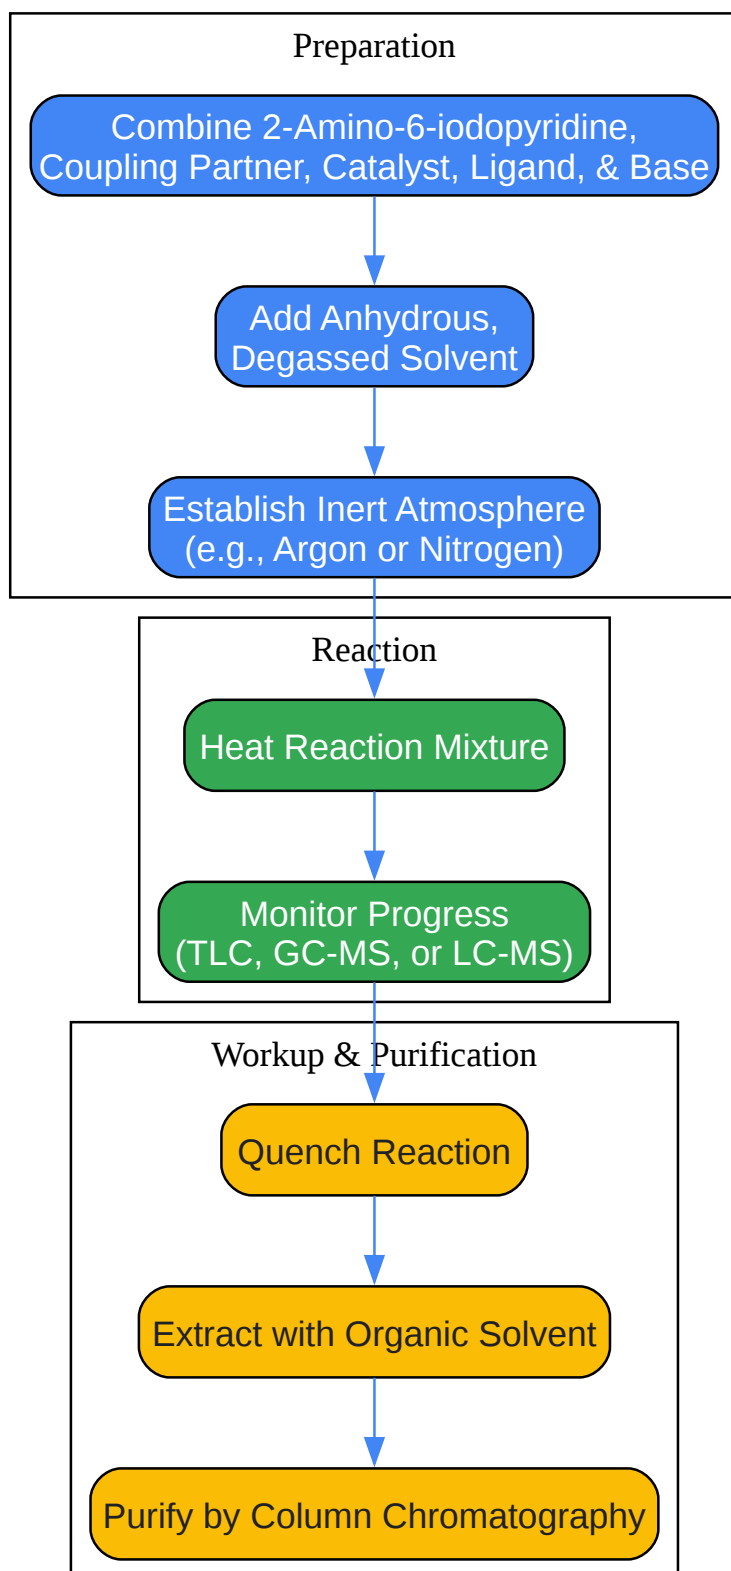 Preparation
Combine 2-Amino-6-iodopyridine,
Coupling Partner, Catalyst, Ligand, & Base
Add Anhydrous,
Degassed Solvent
Establish Inert Atmosphere
(e.g., Argon or Nitrogen)
Reaction
Heat Reaction Mixture
Monitor Progress
(TLC, GC-MS, or LC-MS)
Workup & Purification
Quench Reaction
Extract with Organic Solvent
Purify by Column Chromatography